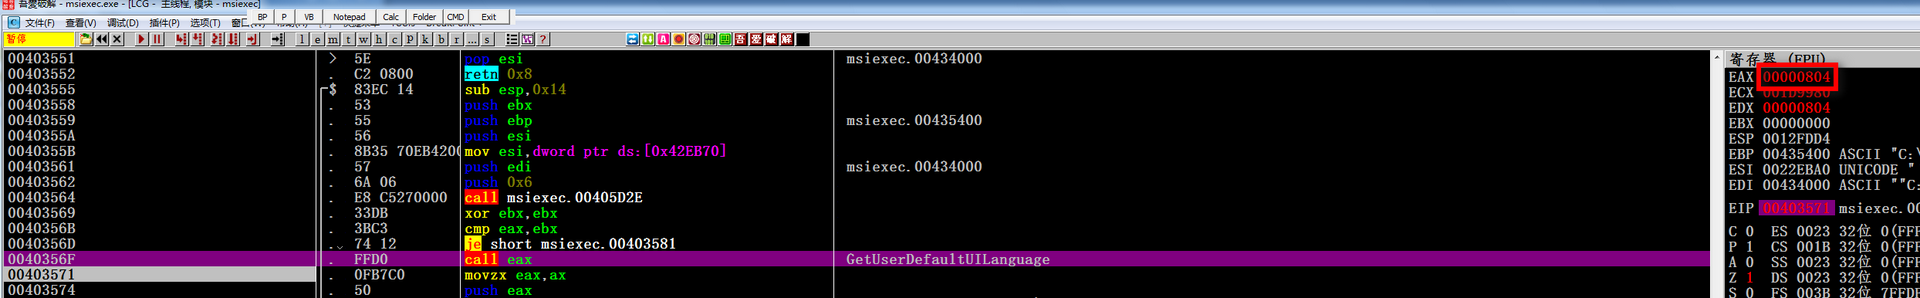 吾愛破解 - msiexec.exe - [LCG - 主线程, 模块 - msiexec]
BP P VB Notepad Calc Folder CMD Exit
文件(F) 查看(V) 调试(D) 插件(P) 选项(T)
暂停 l e m t w h c P k b r ... s ? 吾 爱 破 解
00403551 > 5E pop esi msiexec.00434000
00403552 . C2 0800 retn 0x8
00403555 $ 83EC 14 sub esp,0x14
00403558 . 53 push ebx
00403559 . 55 push ebp msiexec.00435400
0040355A . 56 push esi
0040355B . 8B35 70EB4200 mov esi,dword ptr ds:[0x42EB70]
00403561 . 57 push edi msiexec.00434000
00403562 . 6A 06 push 0x6
00403564 . E8 C5270000 call msiexec.00405D2E
00403569 . 33DB xor ebx,ebx
0040356B . 3BC3 cmp eax,ebx
0040356D . 74 12 je short msiexec.00403581
0040356F . FFD0 call eax GetUserDefaultUILanguage
00403571 . 0FB7C0 movzx eax,ax
00403574 . 50 push eax
寄存器 (FPU)
EAX 00000804
ECX 001D9980
EDX 00000804
EBX 00000000
ESP 0012FDD4
EBP 00435400 ASCII "C:\
ESI 0022EBA0 UNICODE "
EDI 00434000 ASCII ""C:
EIP 00403571 msiexec.00
C 0 ES 0023 32位 0(FFF
P 1 CS 001B 32位 0(FFF
A 0 SS 0023 32位 0(FFF
Z 1 DS 0023 32位 0(FFF
S 0 FS 003B 32位 7FFDF